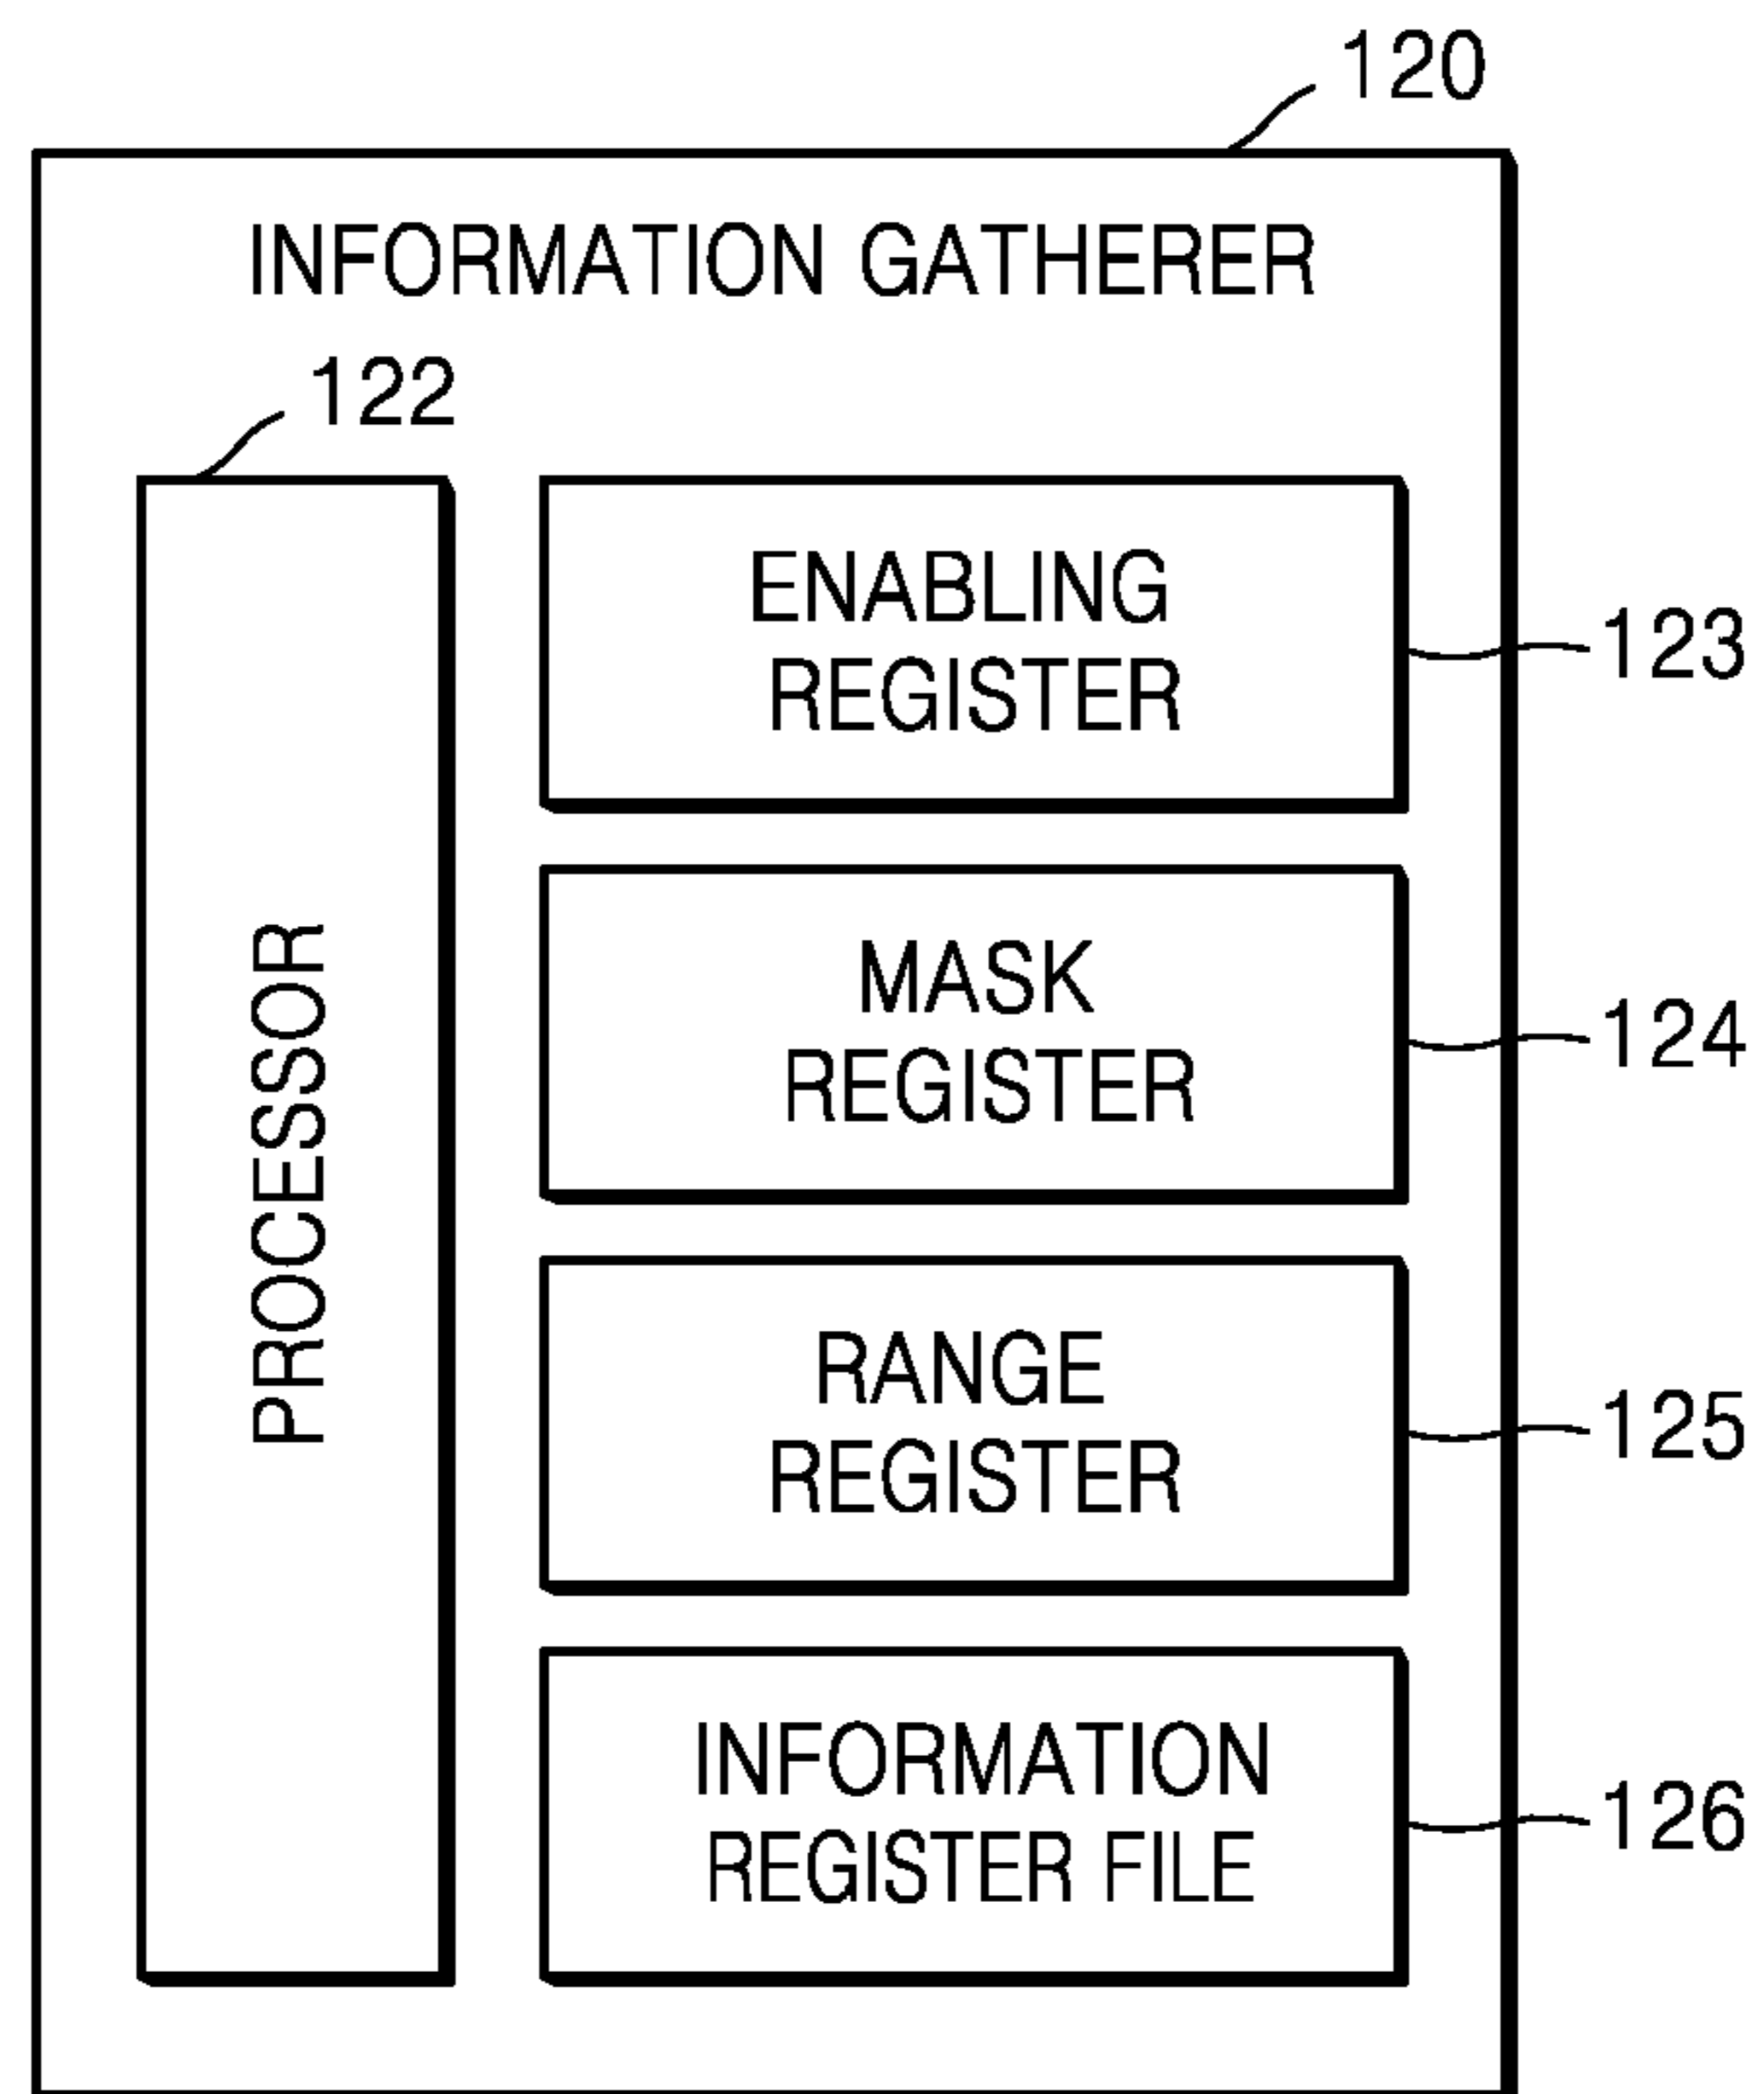 120
INFORMATION GATHERER
122
PROCESSOR
ENABLING
REGISTER
123
MASK
REGISTER
124
RANGE
REGISTER
125
INFORMATION
REGISTER FILE
126